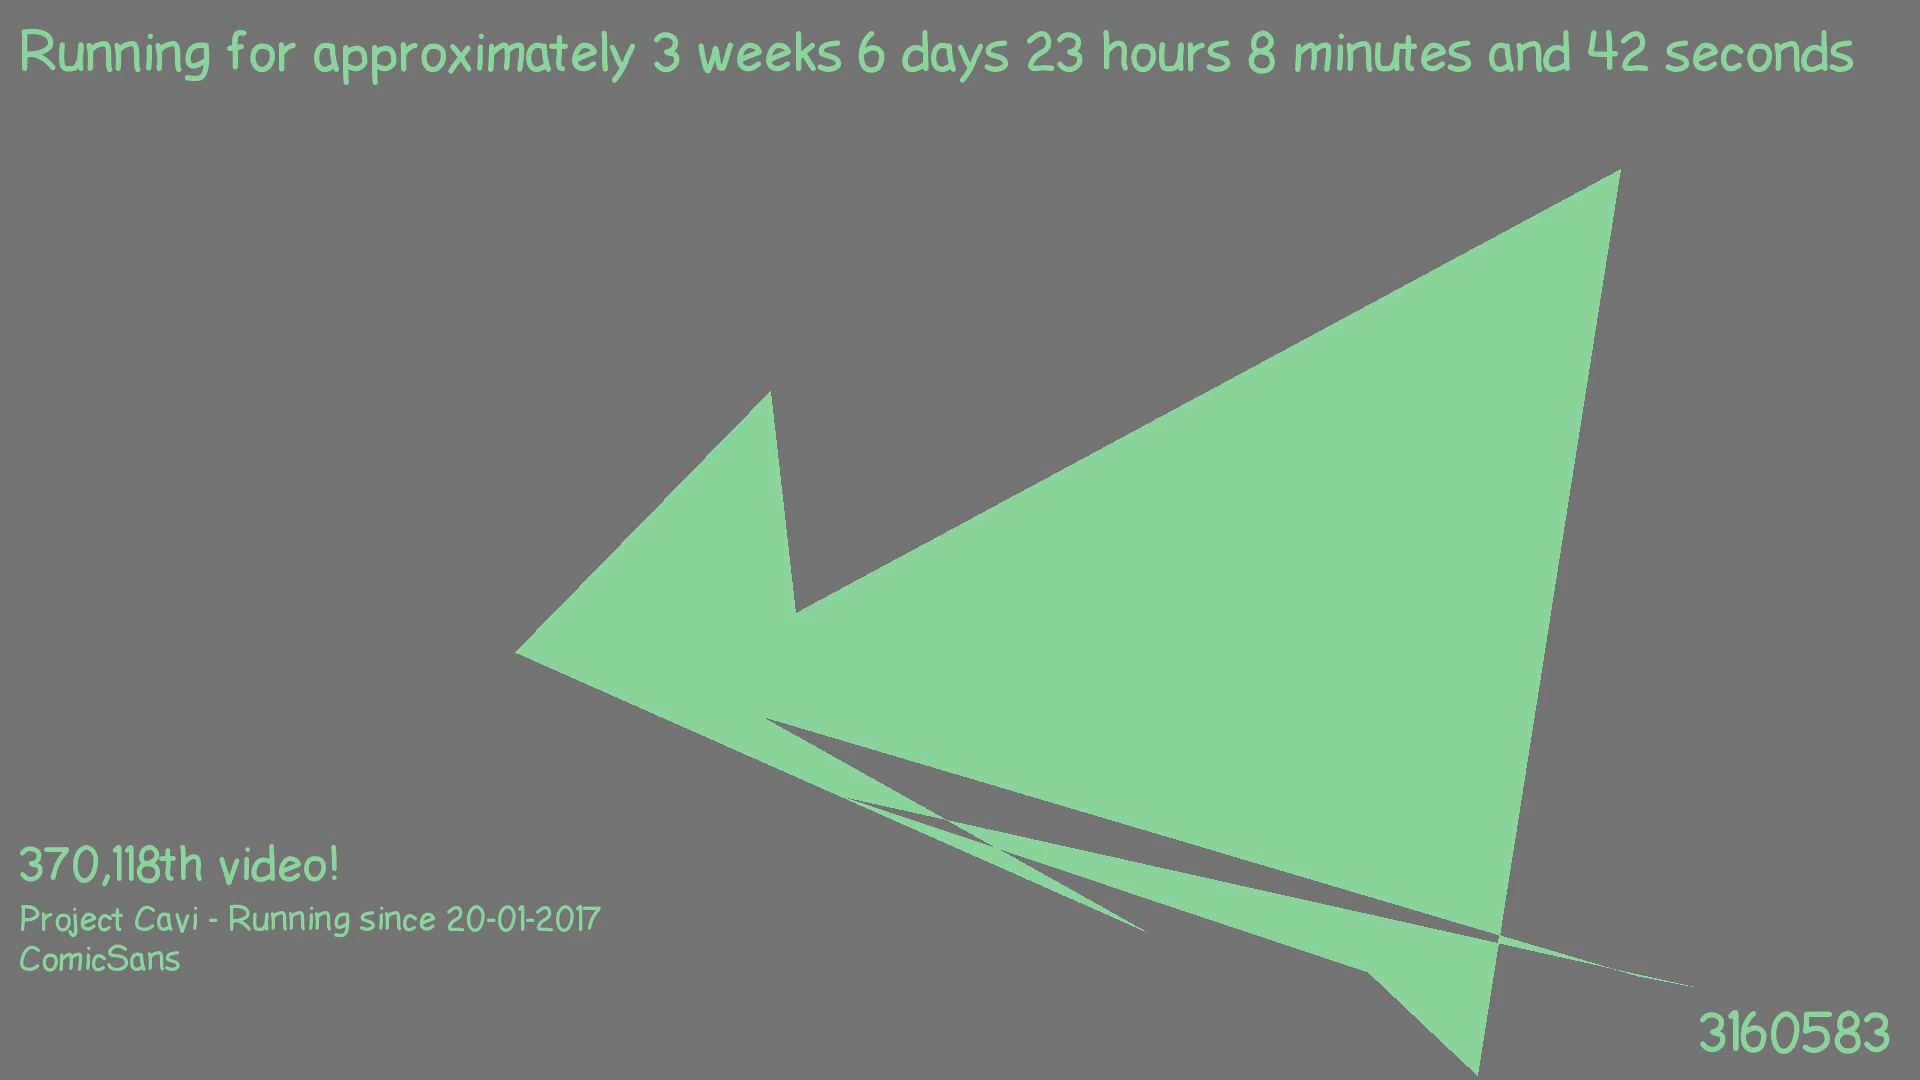 Running for approximately 3 weeks 6 days 23 hours 8 minutes and 42 seconds
370,118th video!
Project Cavi - Running since 20-01-2017
ComicSans
3160583